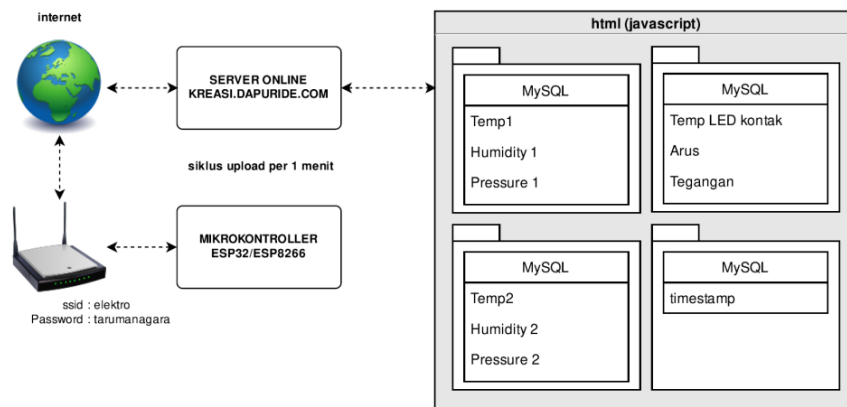 internet
SERVER ONLINE
KREASI.DAPURIDE.COM
siklus upload per 1 menit
MIKROKONTROLLER
ESP32/ESP8266
ssid : elektro
Password : tarumanagara
html (javascript)
MySQL
Temp1
Humidity 1
Pressure 1
MySQL
Temp LED kontak
Arus
Tegangan
MySQL
Temp2
Humidity 2
Pressure 2
MySQL
timestamp